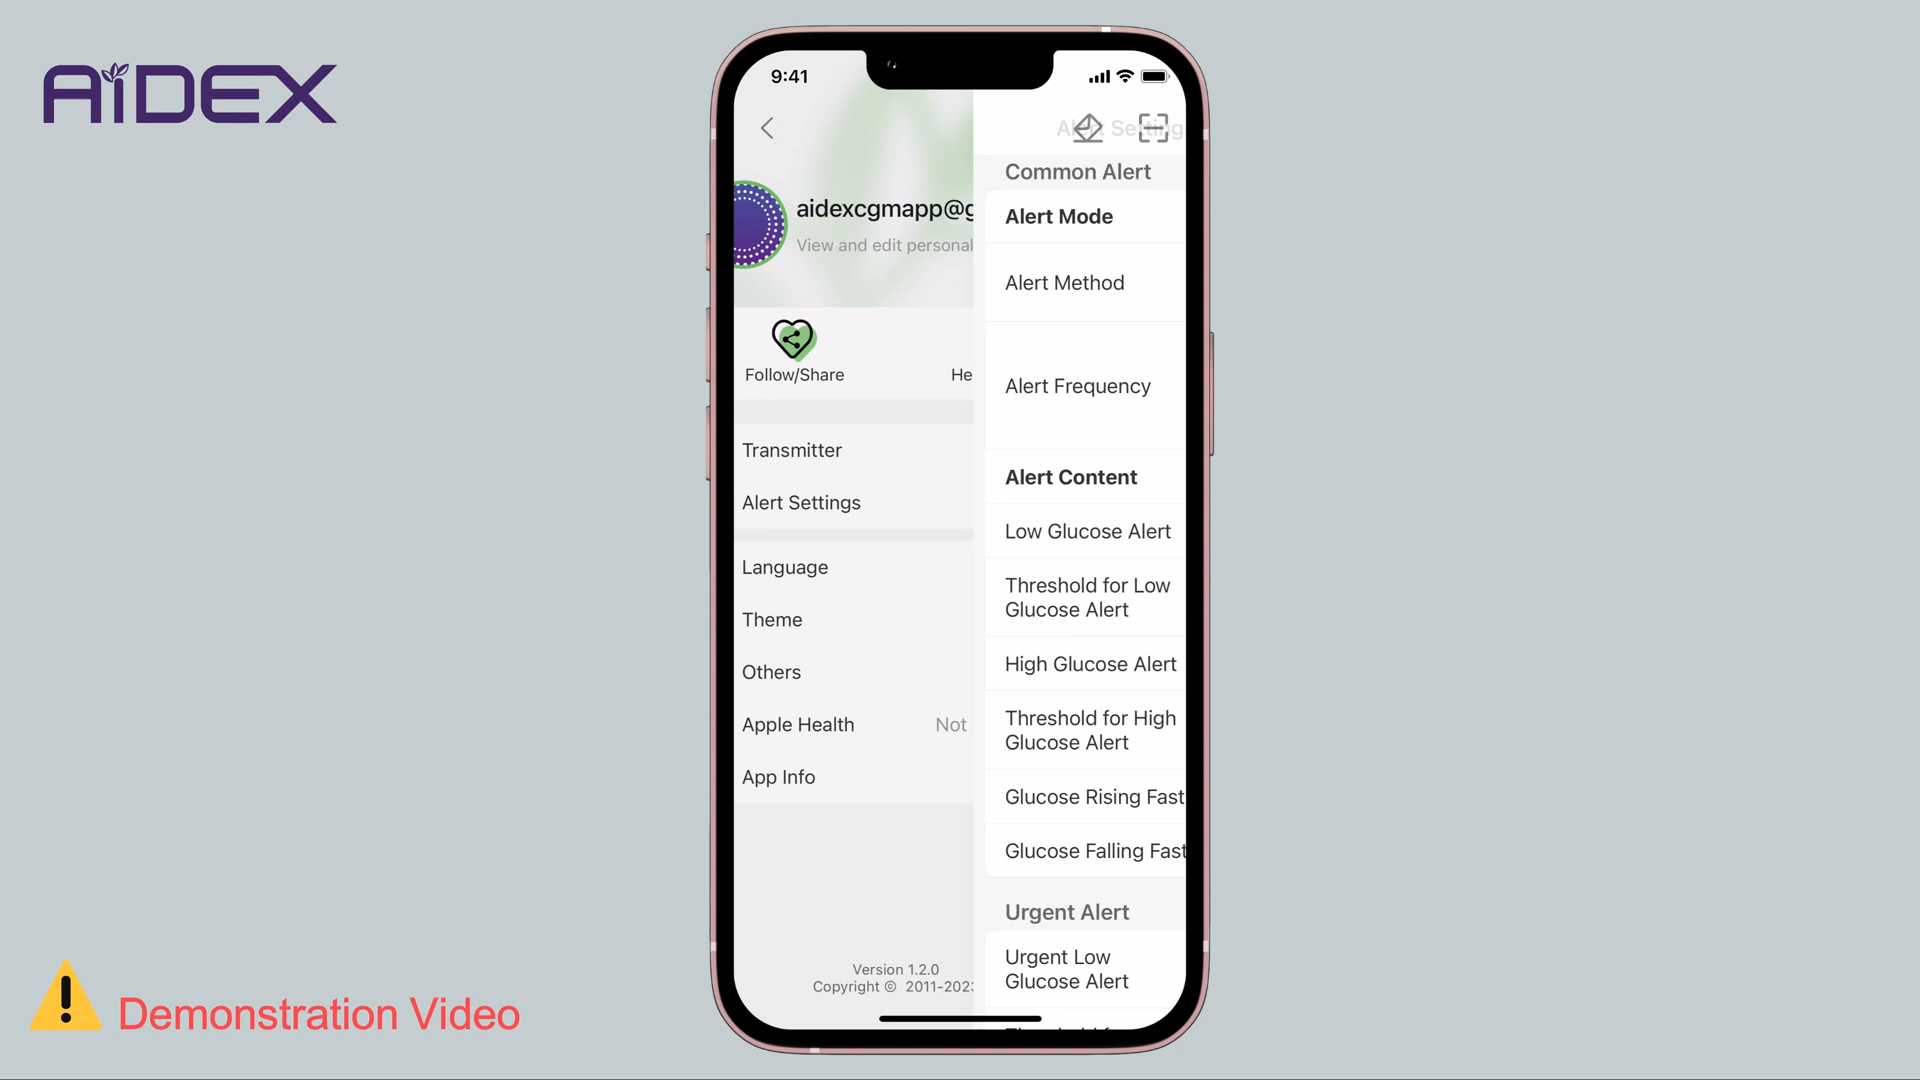 AiDEX
9:41
Alert Setting
aidexcgmapp@g
View and edit personal
Follow/Share
He
Transmitter
Alert Settings
Language
Theme
Others
Apple Health
Not
App Info
Version 1.2.0
Copyright © 2011-2023
Common Alert
Alert Mode
Alert Method
Alert Frequency
Alert Content
Low Glucose Alert
Threshold for Low
Glucose Alert
High Glucose Alert
Threshold for High
Glucose Alert
Glucose Rising Fast
Glucose Falling Fast
Urgent Alert
Urgent Low
Glucose Alert
Demonstration Video